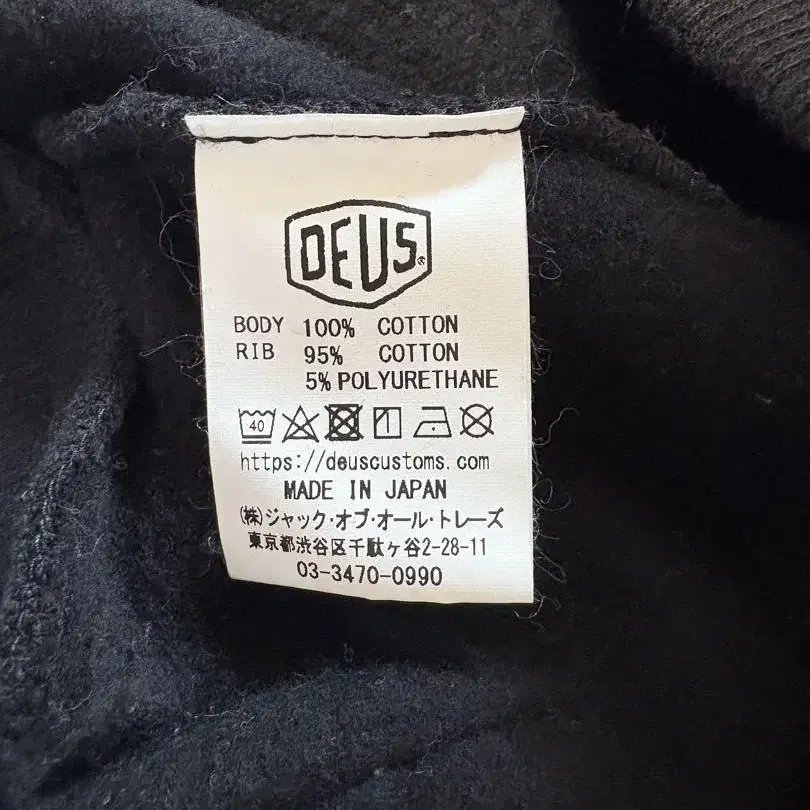 DEUS®
BODY 100% COTTON
RIB 95% COTTON
5% POLYURETHANE
40
https://deuscustoms.com
MADE IN JAPAN
(株)ジャック・オブ・オール・トレーズ
東京都渋谷区千駄ヶ谷2-28-11
03-3470-0990